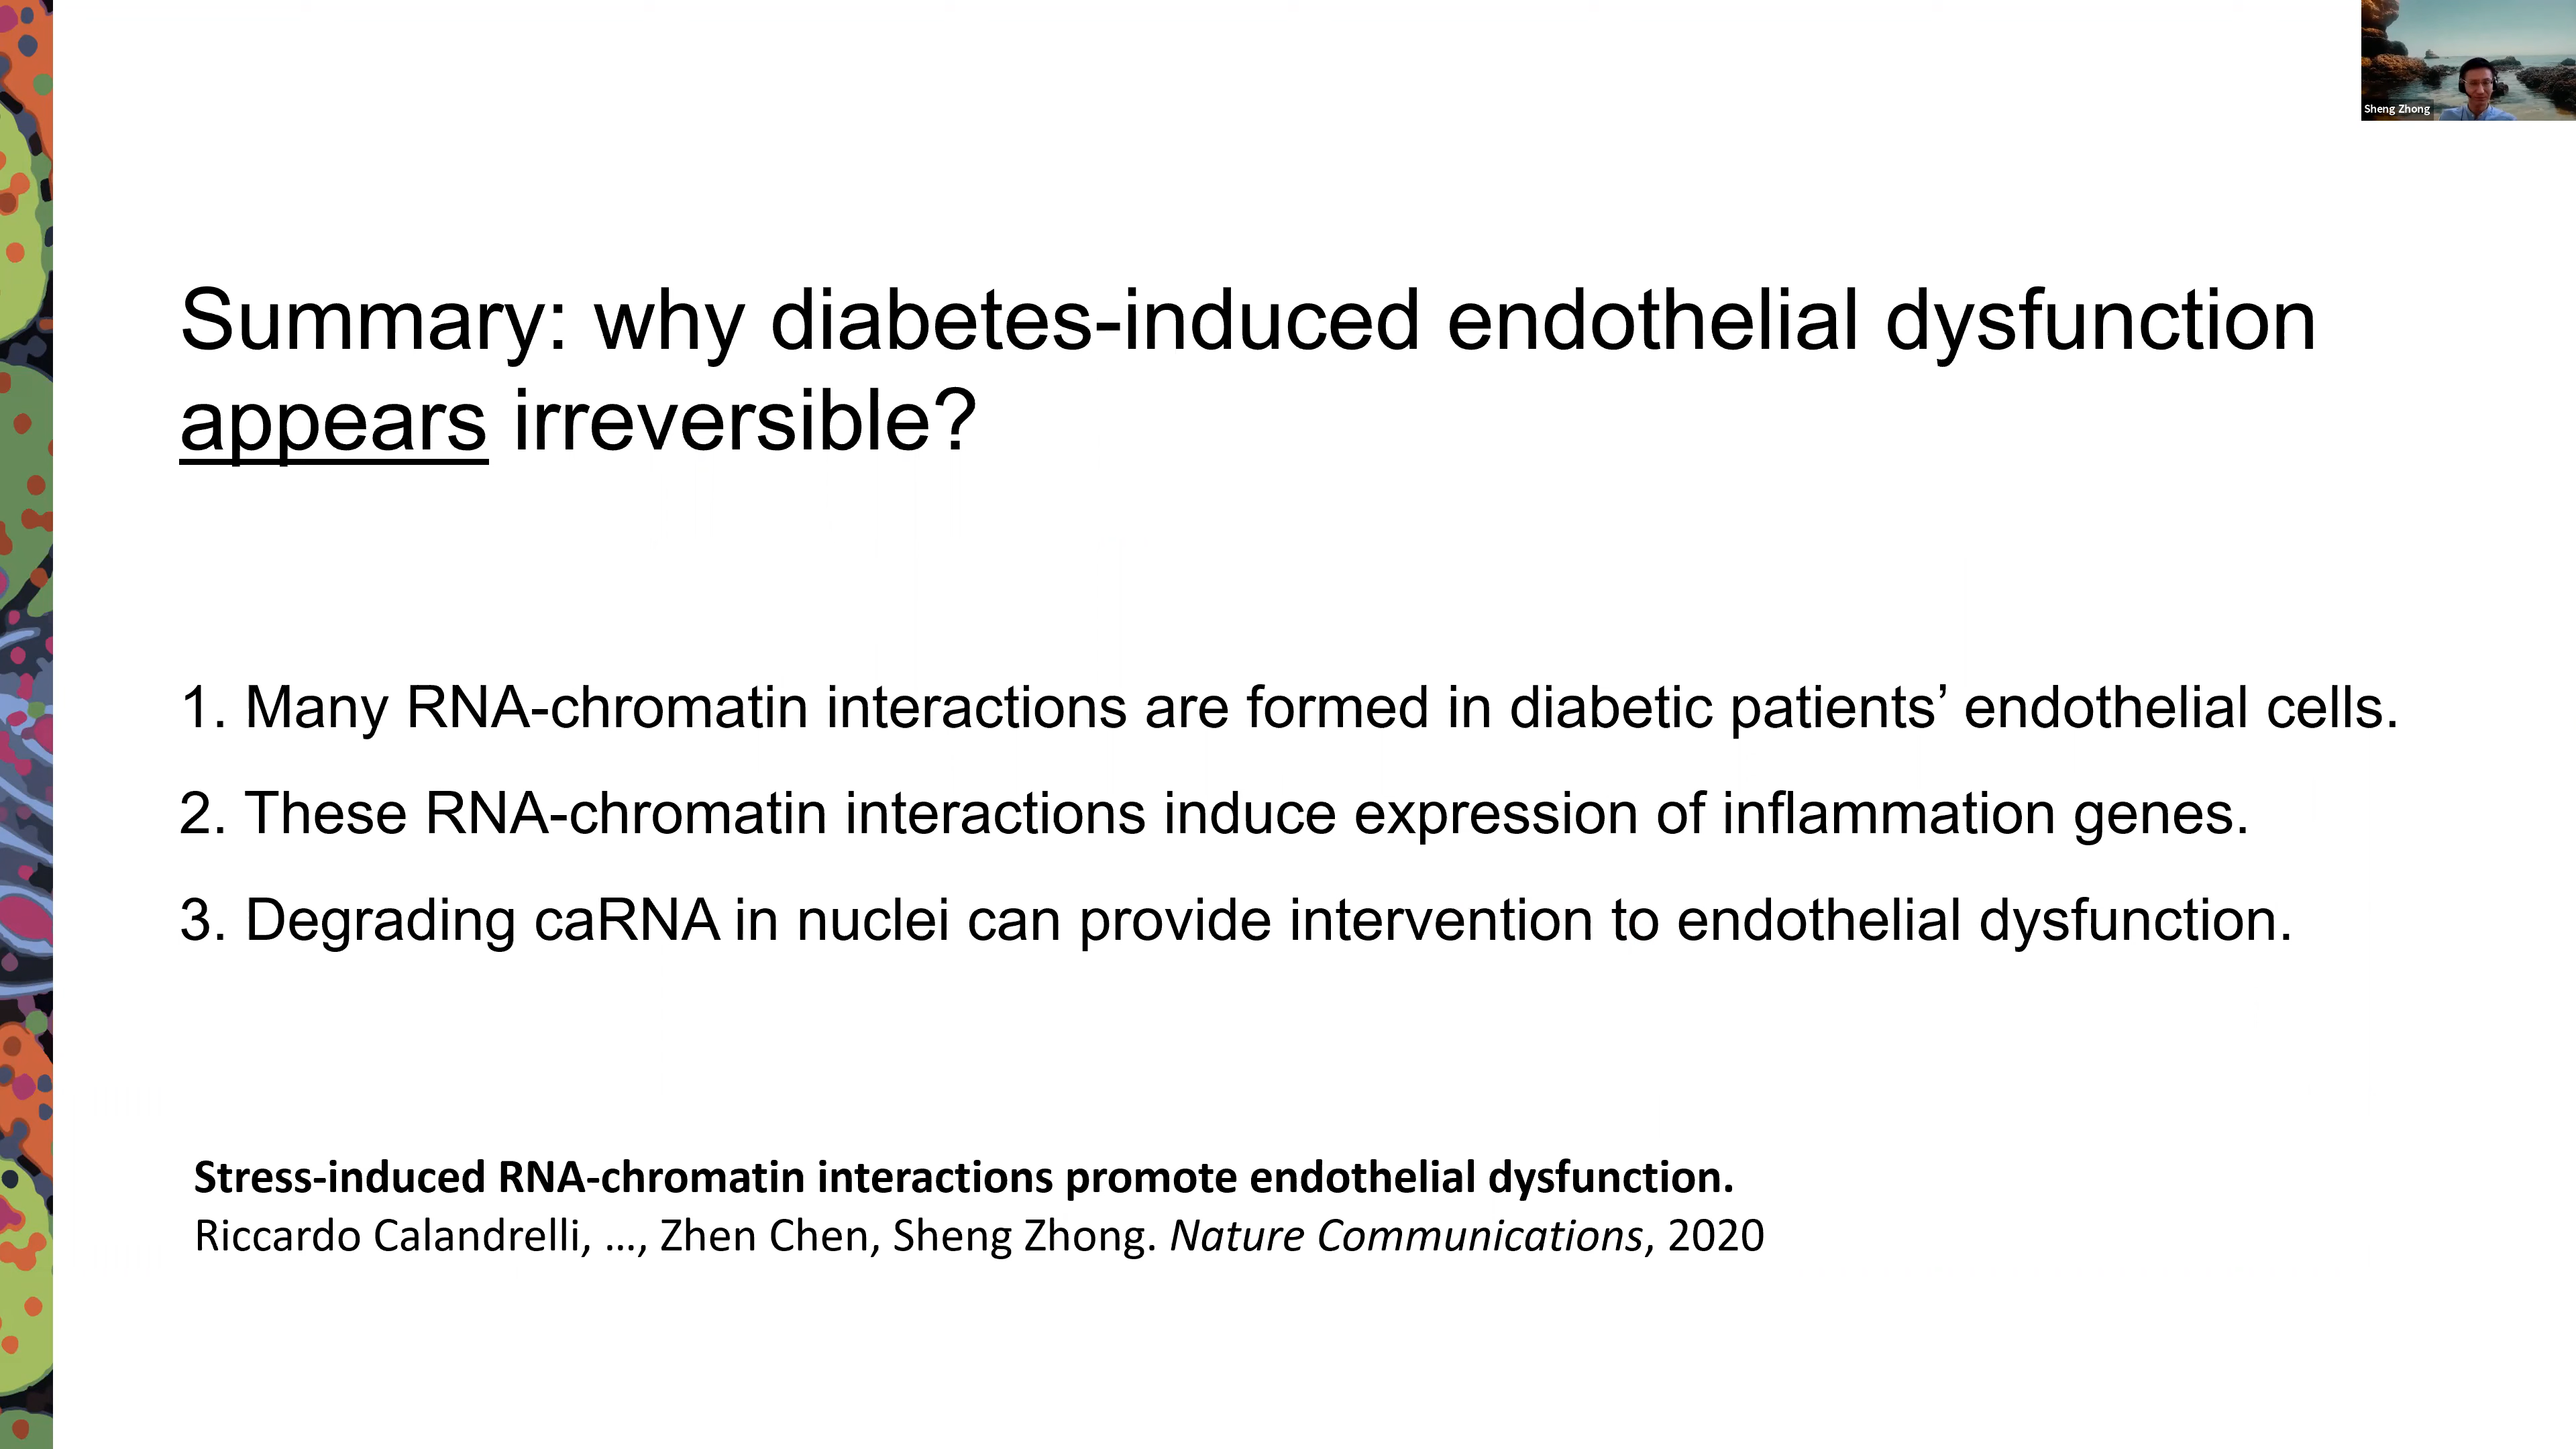 Sheng Zhong
Summary: why diabetes-induced endothelial dysfunction
appears irreversible?
1. Many RNA-chromatin interactions are formed in diabetic patients’ endothelial cells.
2. These RNA-chromatin interactions induce expression of inflammation genes.
3. Degrading caRNA in nuclei can provide intervention to endothelial dysfunction.
Stress-induced RNA-chromatin interactions promote endothelial dysfunction.
Riccardo Calandrelli, …, Zhen Chen, Sheng Zhong. Nature Communications, 2020